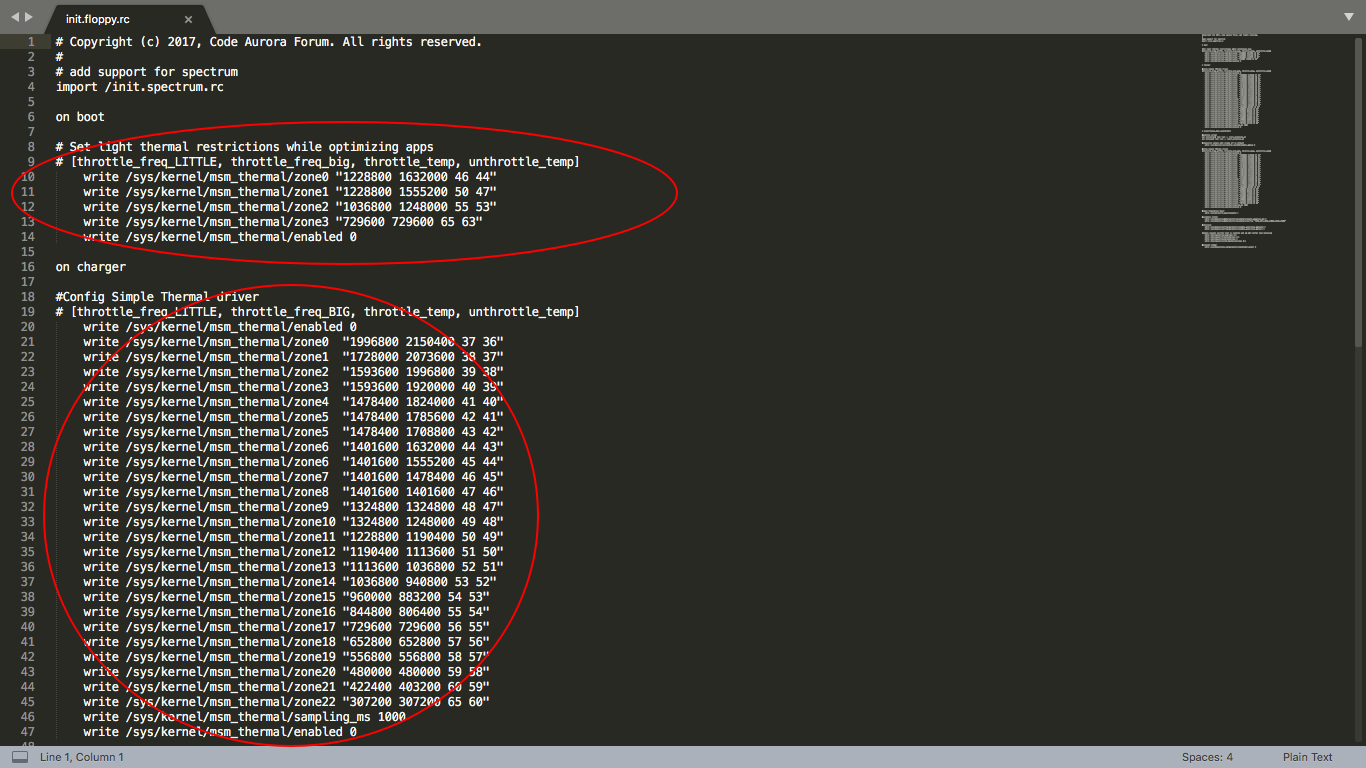 init.floppy.rc ×
1 # Copyright (c) 2017, Code Aurora Forum. All rights reserved.
2 #
3 # add support for spectrum
4 import /init.spectrum.rc
5
6 on boot
7
8 # Set light thermal restrictions while optimizing apps
9 # [throttle_freq_LITTLE, throttle_freq_big, throttle_temp, unthrottle_temp]
10 write /sys/kernel/msm_thermal/zone0 "1228800 1632000 46 44"
11 write /sys/kernel/msm_thermal/zone1 "1228800 1555200 50 47"
12 write /sys/kernel/msm_thermal/zone2 "1036800 1248000 55 53"
13 write /sys/kernel/msm_thermal/zone3 "729600 729600 65 63"
14 write /sys/kernel/msm_thermal/enabled 0
15
16 on charger
17
18 #Config Simple Thermal driver
19 # [throttle_freq_LITTLE, throttle_freq_BIG, throttle_temp, unthrottle_temp]
20 write /sys/kernel/msm_thermal/enabled 0
21 write /sys/kernel/msm_thermal/zone0  "1996800 2150400 37 36"
22 write /sys/kernel/msm_thermal/zone1  "1728000 2073600 38 37"
23 write /sys/kernel/msm_thermal/zone2  "1593600 1996800 39 38"
24 write /sys/kernel/msm_thermal/zone3  "1593600 1920000 40 39"
25 write /sys/kernel/msm_thermal/zone4  "1478400 1824000 41 40"
26 write /sys/kernel/msm_thermal/zone5  "1478400 1785600 42 41"
27 write /sys/kernel/msm_thermal/zone5  "1478400 1708800 43 42"
28 write /sys/kernel/msm_thermal/zone6  "1401600 1632000 44 43"
29 write /sys/kernel/msm_thermal/zone6  "1401600 1555200 45 44"
30 write /sys/kernel/msm_thermal/zone7  "1401600 1478400 46 45"
31 write /sys/kernel/msm_thermal/zone8  "1401600 1401600 47 46"
32 write /sys/kernel/msm_thermal/zone9  "1324800 1324800 48 47"
33 write /sys/kernel/msm_thermal/zone10 "1324800 1248000 49 48"
34 write /sys/kernel/msm_thermal/zone11 "1228800 1190400 50 49"
35 write /sys/kernel/msm_thermal/zone12 "1190400 1113600 51 50"
36 write /sys/kernel/msm_thermal/zone13 "1113600 1036800 52 51"
37 write /sys/kernel/msm_thermal/zone14 "1036800 940800 53 52"
38 write /sys/kernel/msm_thermal/zone15 "960000 883200 54 53"
39 write /sys/kernel/msm_thermal/zone16 "844800 806400 55 54"
40 write /sys/kernel/msm_thermal/zone17 "729600 729600 56 55"
41 write /sys/kernel/msm_thermal/zone18 "652800 652800 57 56"
42 write /sys/kernel/msm_thermal/zone19 "556800 556800 58 57"
43 write /sys/kernel/msm_thermal/zone20 "480000 480000 59 58"
44 write /sys/kernel/msm_thermal/zone21 "422400 403200 60 59"
45 write /sys/kernel/msm_thermal/zone22 "307200 307200 65 60"
46 write /sys/kernel/msm_thermal/sampling_ms 1000
47 write /sys/kernel/msm_thermal/enabled 0
Line 1, Column 1 Spaces: 4 Plain Text